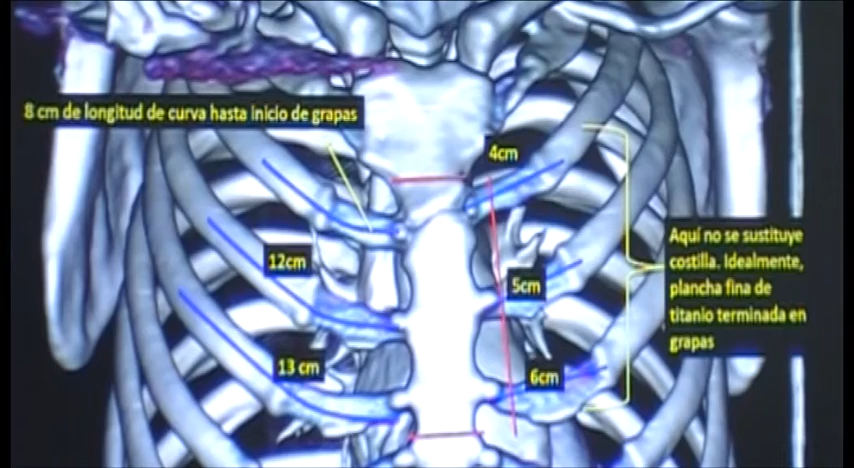 8 cm de longitud de curva hasta inicio de grapas
4cm
12cm
5cm
13 cm
6cm
Aquí no se sustituye
costilla. Idealmente,
plancha fina de
titanio terminada en
grapas